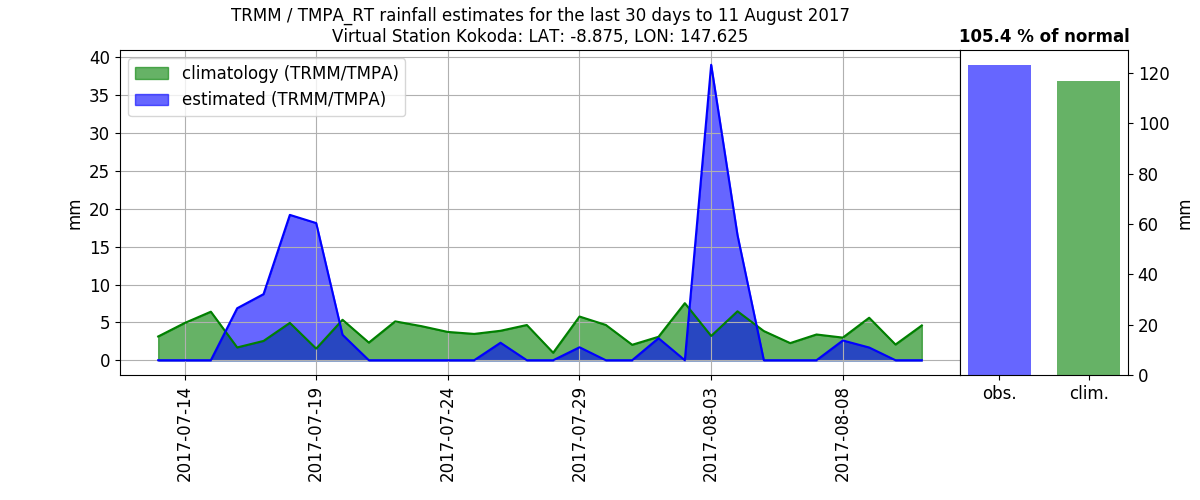 TRMM / TMPA_RT rainfall estimates for the last 30 days to 11 August 2017
Virtual Station Kokoda: LAT: -8.875, LON: 147.625
105.4 % of normal
climatology (TRMM/TMPA)
estimated (TRMM/TMPA)
40
35
30
25
20
15
10
5
0
mm
2017-07-14
2017-07-19
2017-07-24
2017-07-29
2017-08-03
2017-08-08
120
100
80
60
40
20
0
mm
obs.
clim.